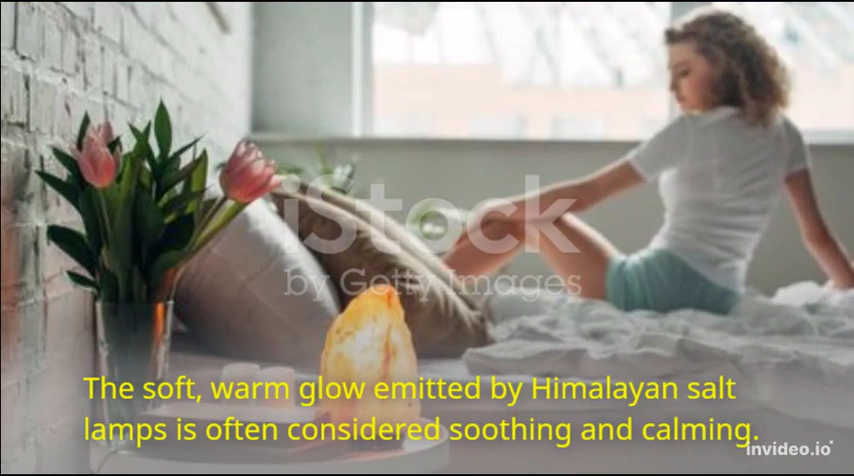 iStock
by Getty Images
The soft, warm glow emitted by Himalayan salt
lamps is often considered soothing and calming.
invideo.io